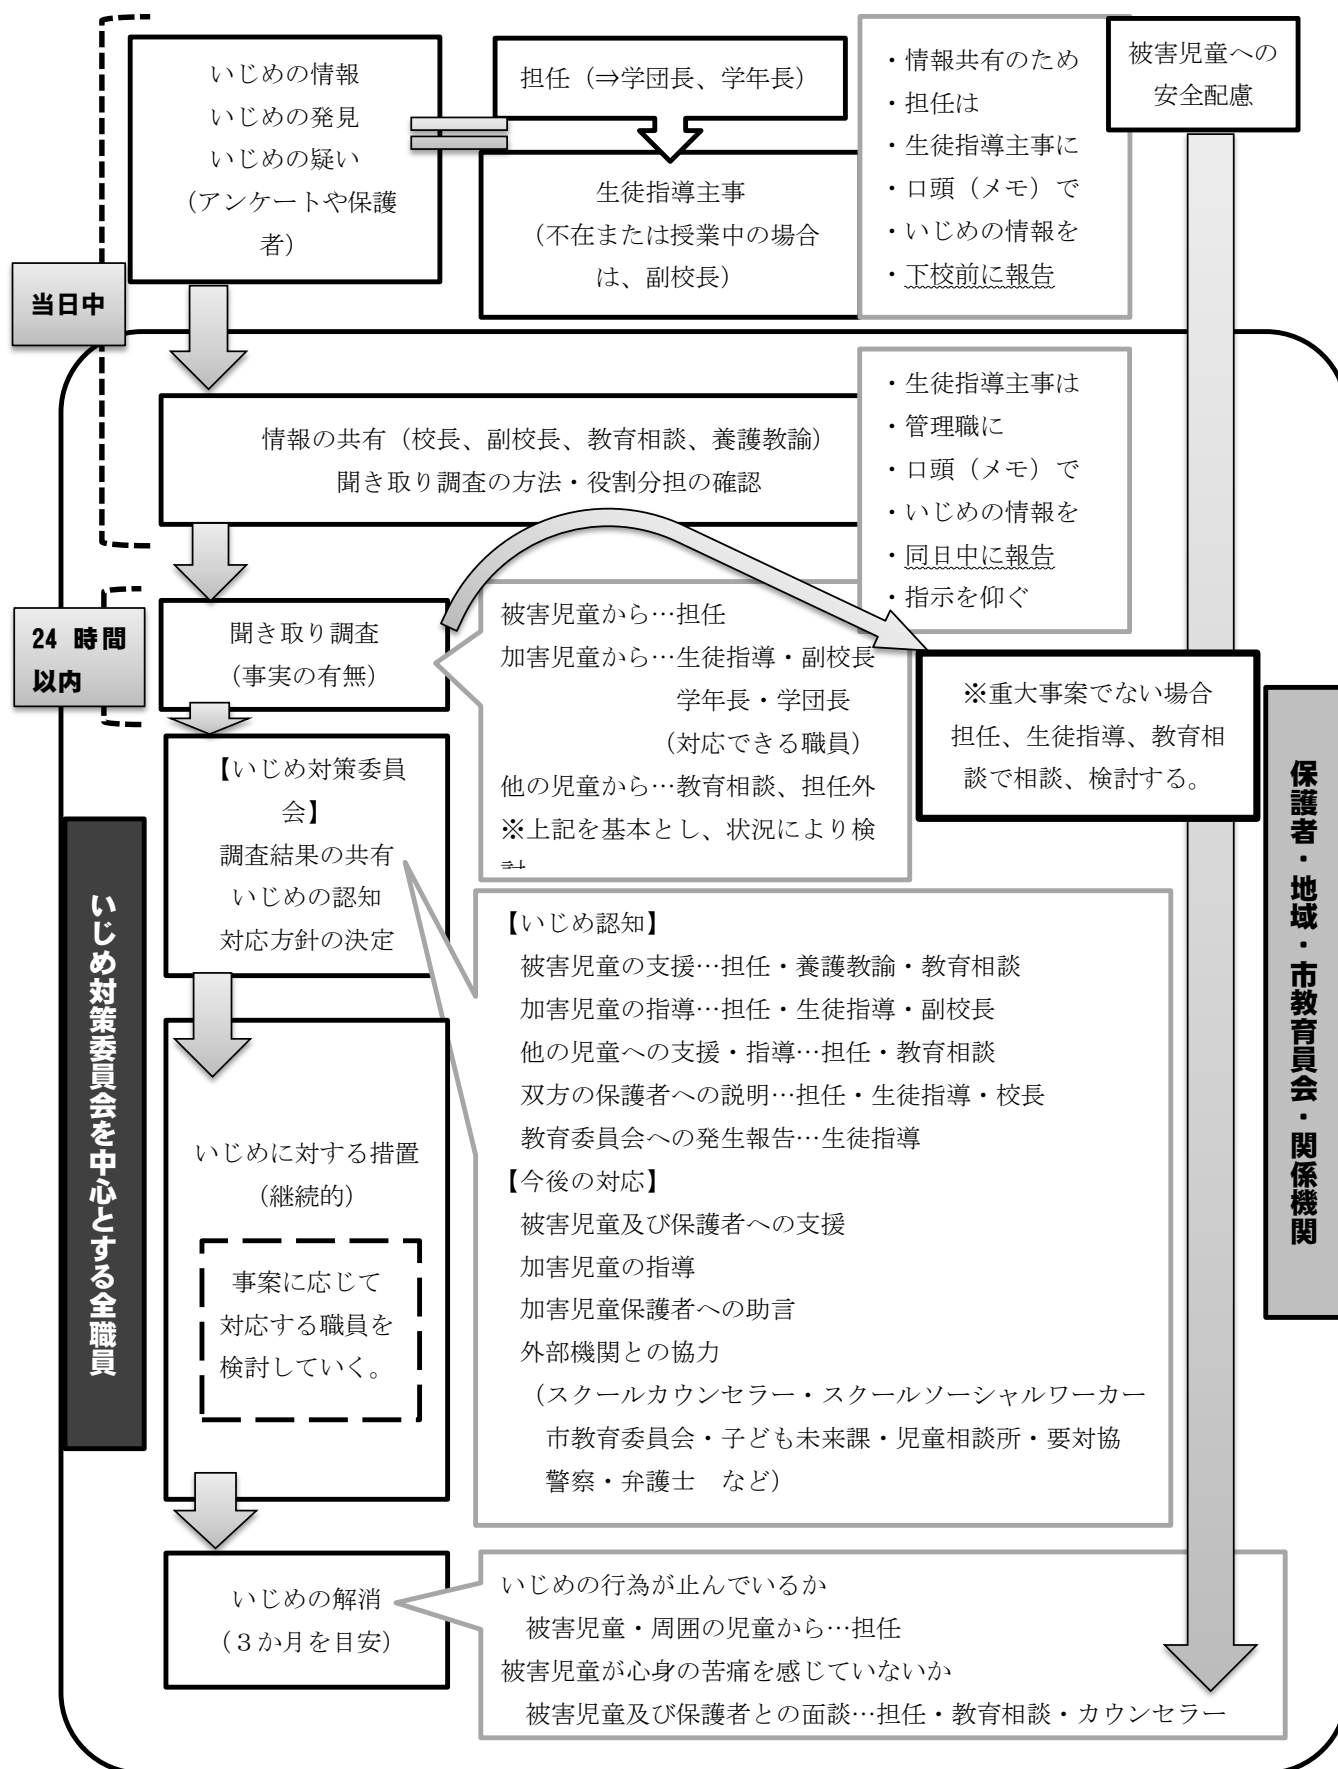 いじめの情報
いじめの発見
いじめの疑い
(アンケートや保護
者)
担任（⇒学団長、学年長）
生徒指導主事
(不在または授業中の場合
は、副校長)
・情報共有のため
・担任は
・生徒指導主事に
・口頭（メモ）で
・いじめの情報を
・下校前に報告
被害児童への
安全配慮
当日中
情報の共有（校長、副校長、教育相談、養護教諭）
聞き取り調査の方法・役割分担の確認
・生徒指導主事は
・管理職に
・口頭（メモ）で
・いじめの情報を
・同日中に報告
・指示を仰ぐ
24 時間
以内
聞き取り調査
(事実の有無)
被害児童から…担任
加害児童から…生徒指導・副校長
学年長・学団長
（対応できる職員）
他の児童から…教育相談、担任外
※上記を基本とし、状況により検
※重大事案でない場合
担任、生徒指導、教育相
談で相談、検討する。
【いじめ対策委員
会】
調査結果の共有
いじめの認知
対応方針の決定
いじめ対策委員会を中心とする全職員
保護者・地域・市教育員会・関係機関
【いじめ認知】
被害児童の支援…担任・養護教諭・教育相談
加害児童の指導…担任・生徒指導・副校長
他の児童への支援・指導…担任・教育相談
双方の保護者への説明…担任・生徒指導・校長
教育委員会への発生報告…生徒指導
【今後の対応】
被害児童及び保護者への支援
加害児童の指導
加害児童保護者への助言
外部機関との協力
（スクールカウンセラー・スクールソーシャルワーカー
市教育委員会・子ども未来課・児童相談所・要対協
警察・弁護士　など）
いじめに対する措置
(継続的)
事案に応じて
対応する職員を
検討していく。
いじめの解消
（３か月を目安）
いじめの行為が止んでいるか
被害児童・周囲の児童から…担任
被害児童が心身の苦痛を感じていないか
被害児童及び保護者との面談…担任・教育相談・カウンセラー